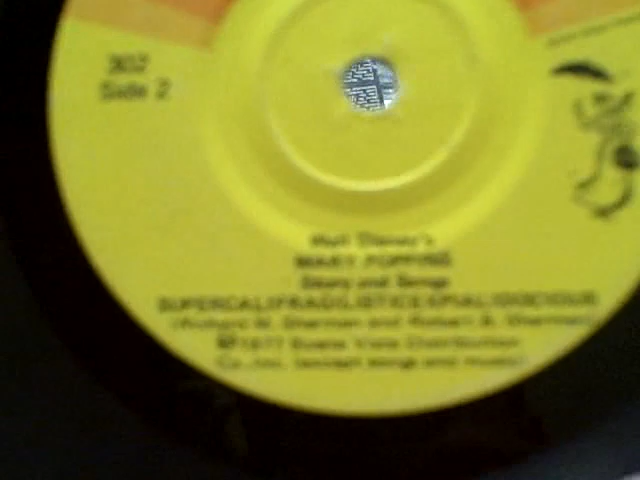 302
Side 2
Walt Disney's
MARY POPPINS
Story and Songs
SUPERCALIFRAGILISTICEXPIALIDOCIOUS
(Richard M. Sherman and Robert B. Sherman)
Ⓟ1977 Buena Vista Distribution
Co., Inc. (except songs and music)